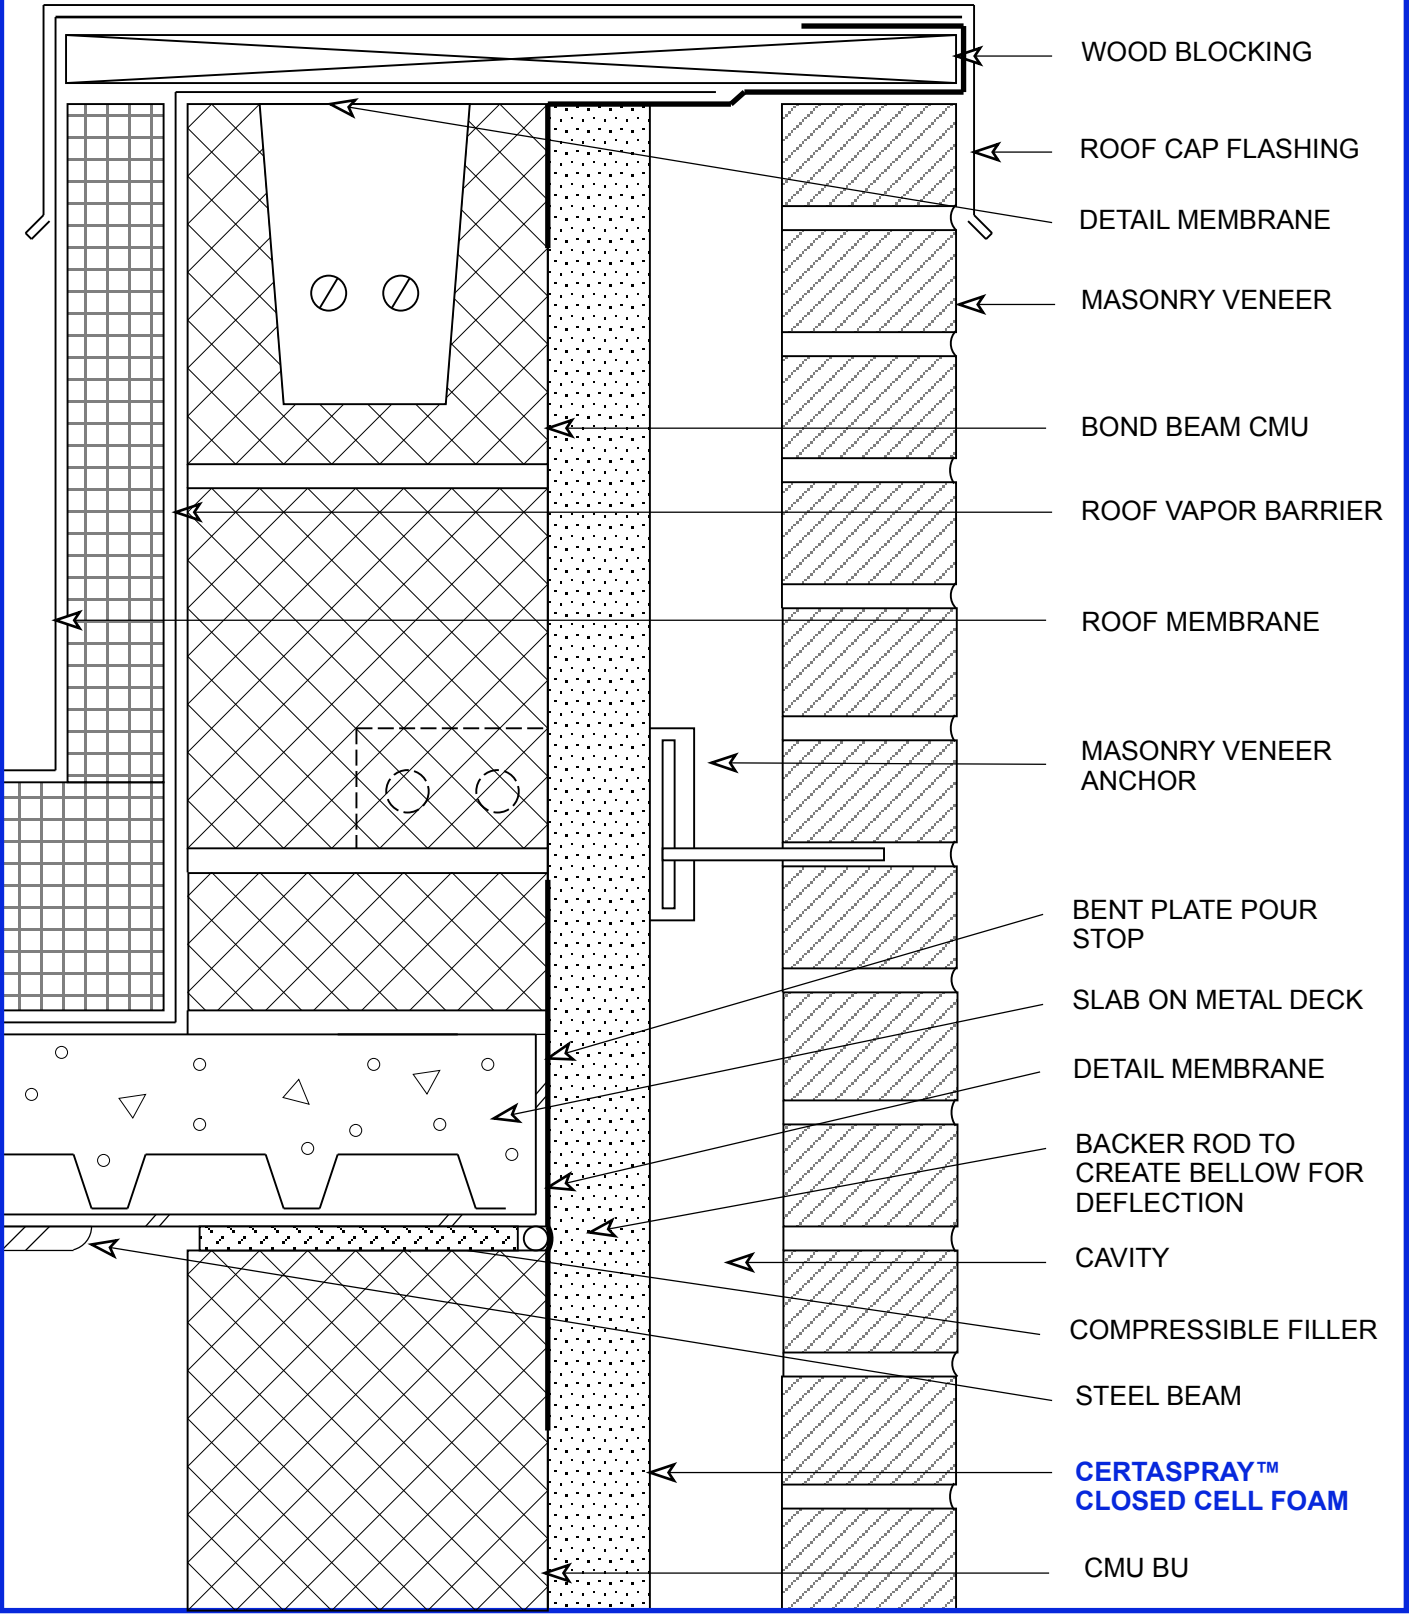 WOOD BLOCKING
ROOF CAP FLASHING
DETAIL MEMBRANE
MASONRY VENEER
BOND BEAM CMU
ROOF VAPOR BARRIER
ROOF MEMBRANE
MASONRY VENEER
ANCHOR
BENT PLATE POUR
STOP
SLAB ON METAL DECK
DETAIL MEMBRANE
BACKER ROD TO
CREATE BELLOW FOR
DEFLECTION
CAVITY
COMPRESSIBLE FILLER
STEEL BEAM
CERTASPRAY™
CLOSED CELL FOAM
CMU BU